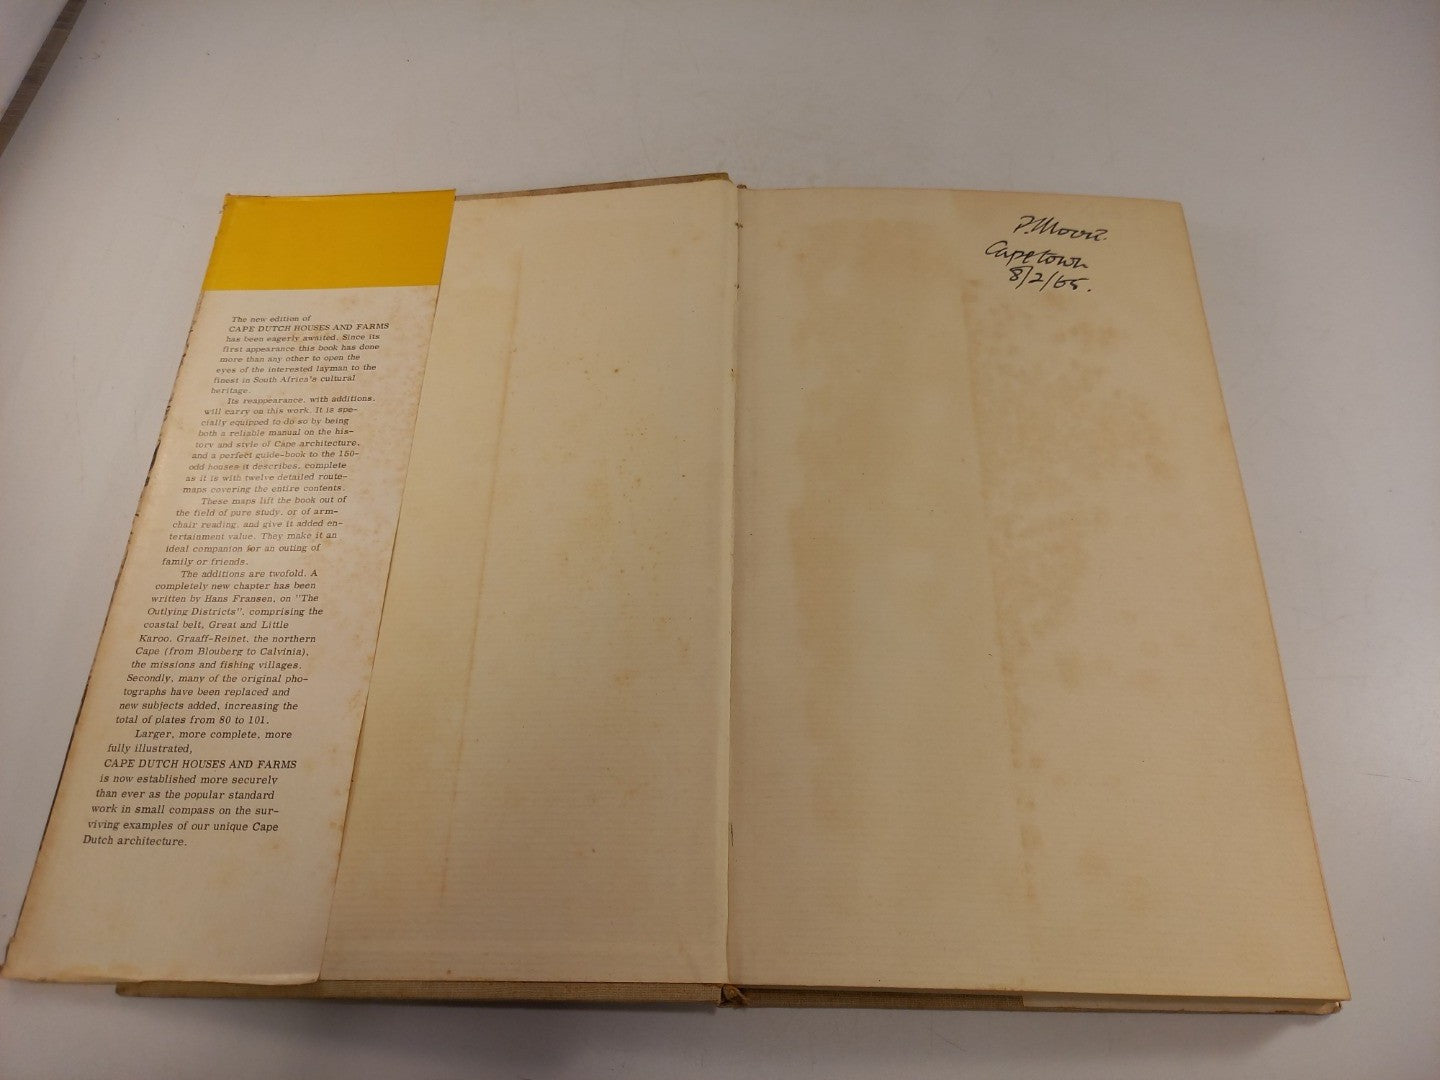 The new edition of
CAPE DUTCH HOUSES AND FARMS
has been eagerly awaited. Since its
first appearance this book has done
more than any other to open the
eyes of the interested layman to the
finest in South Africa's cultural
heritage.
Its reappearance, with additions,
will carry on this work. It is spe-
cially equipped to do so by being
both a reliable manual on the his-
tory and style of Cape architecture,
and a perfect guide-book to the 150-
odd houses it describes, complete
as it is with twelve detailed route-
maps covering the entire contents.
These maps lift the book out of
the field of pure study, or of arm-
chair reading, and give it added en-
tertainment value. They make it an
ideal companion for an outing of
family or friends.
The additions are twofold. A
completely new chapter has been
written by Hans Fransen, on "The
Outlying Districts", comprising the
coastal belt, Great and Little
Karoo, Graaff-Reinet, the northern
Cape (from Blouberg to Calvinia),
the missions and fishing villages.
Secondly, many of the original pho-
tographs have been replaced and
new subjects added, increasing the
total of plates from 80 to 101.
Larger, more complete, more
fully illustrated,
CAPE DUTCH HOUSES AND FARMS
is now established more securely
than ever as the popular standard
work in small compass on the sur-
viving examples of our unique Cape
Dutch architecture.
P. Moore.
Capetown
8/2/65.